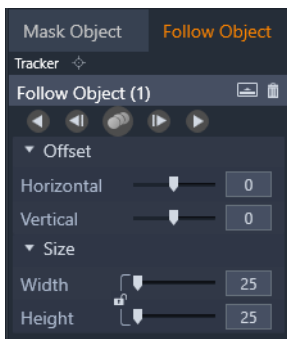 Mask Object Follow Object
Tracker
Follow Object (1)
Offset
Horizontal 0
Vertical 0
Size
Width 25
Height 25